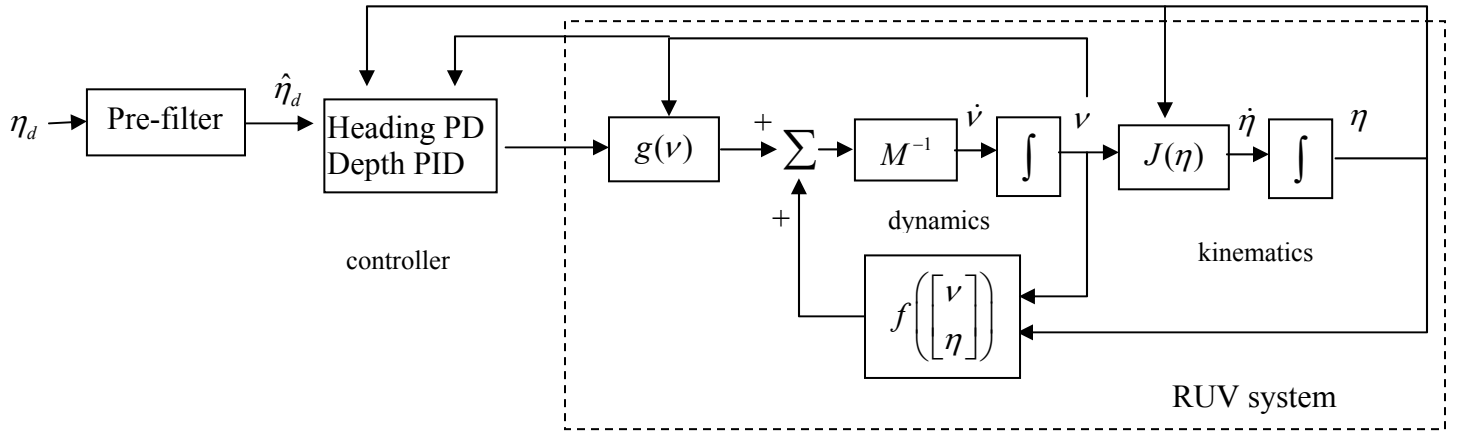 η_d
Pre-filter
η̂_d
Heading PD
Depth PID
controller
g(ν)
+
∑
+
M⁻¹
ν̇
∫
ν
dynamics
J(η)
η̇
∫
η
kinematics
f([ν
η])
RUV system